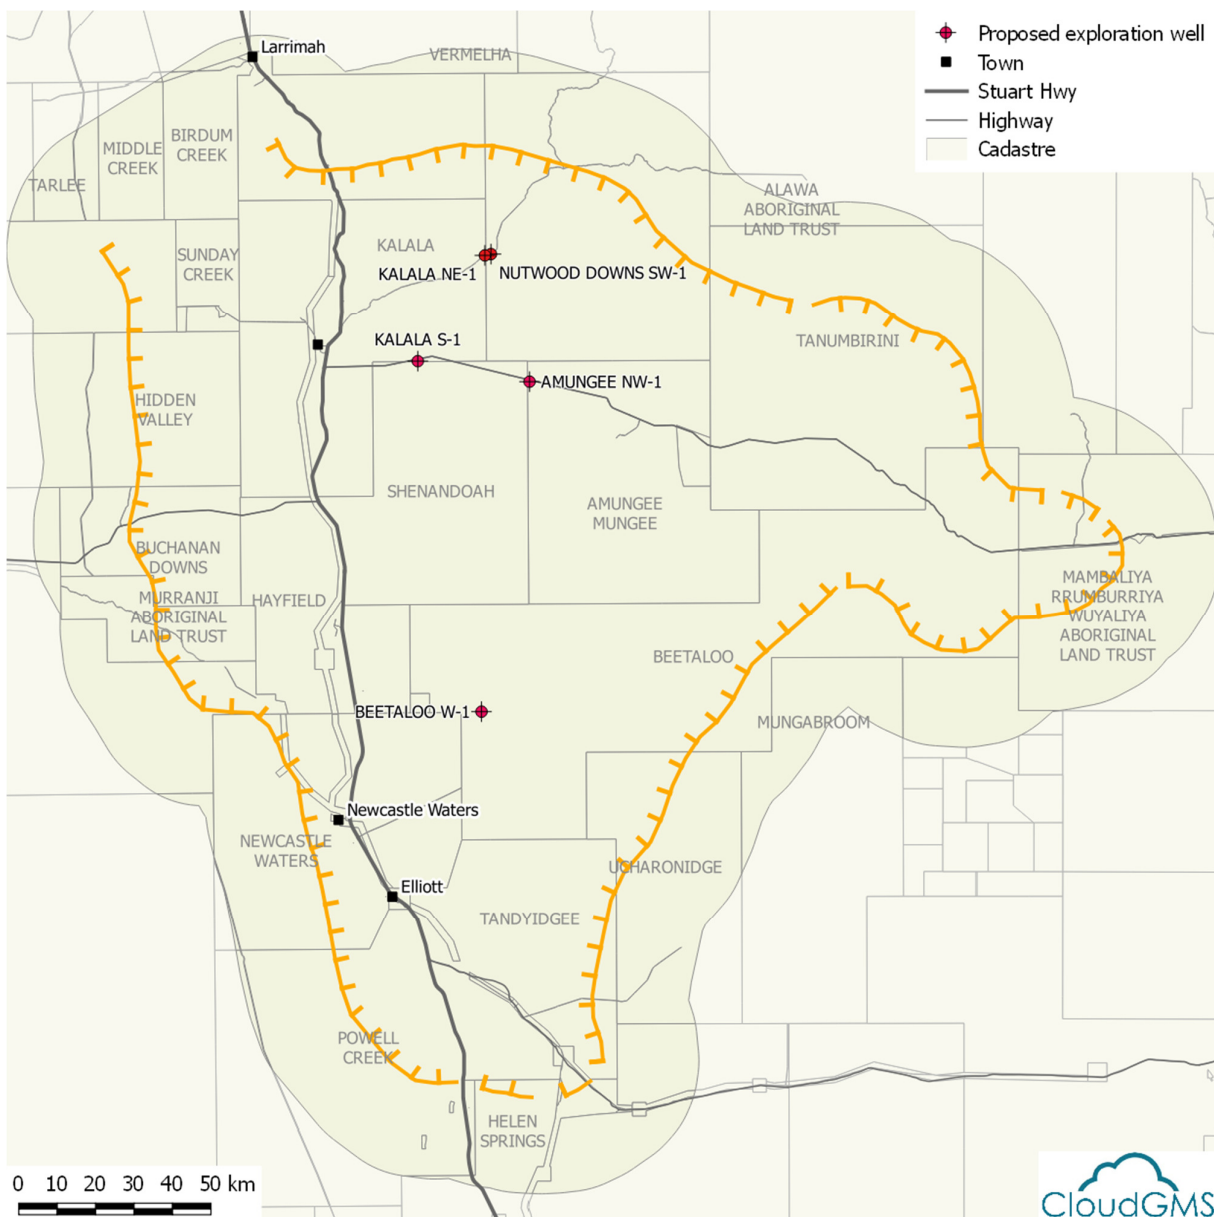 Larrimah
VERMELHA
Proposed exploration well
Town
Stuart Hwy
Highway
Cadastre
BIRDUM
CREEK
MIDDLE
CREEK
TARLEE
ALAWA
ABORIGINAL
LAND TRUST
SUNDAY
CREEK
KALALA
KALALA NE-1
NUTWOOD DOWNS SW-1
KALALA S-1
TANUMBIRINI
AMUNGEE NW-1
HIDDEN
VALLEY
SHENANDOAH
AMUNGEE
MUNGEE
BUCHANAN
DOWNS
MURRANJI
ABORIGINAL
LAND TRUST
HAYFIELD
MAMBALIYA
RRUMBURRIYA
WUYALIYA
ABORIGINAL
LAND TRUST
BEETALOO
BEETALOO W-1
MUNGABROOM
Newcastle Waters
NEWCASTLE
WATERS
UCHARONIDGE
Elliott
TANDYIDGEE
POWELL
CREEK
HELEN
SPRINGS
0 10 20 30 40 50 km
CloudGMS